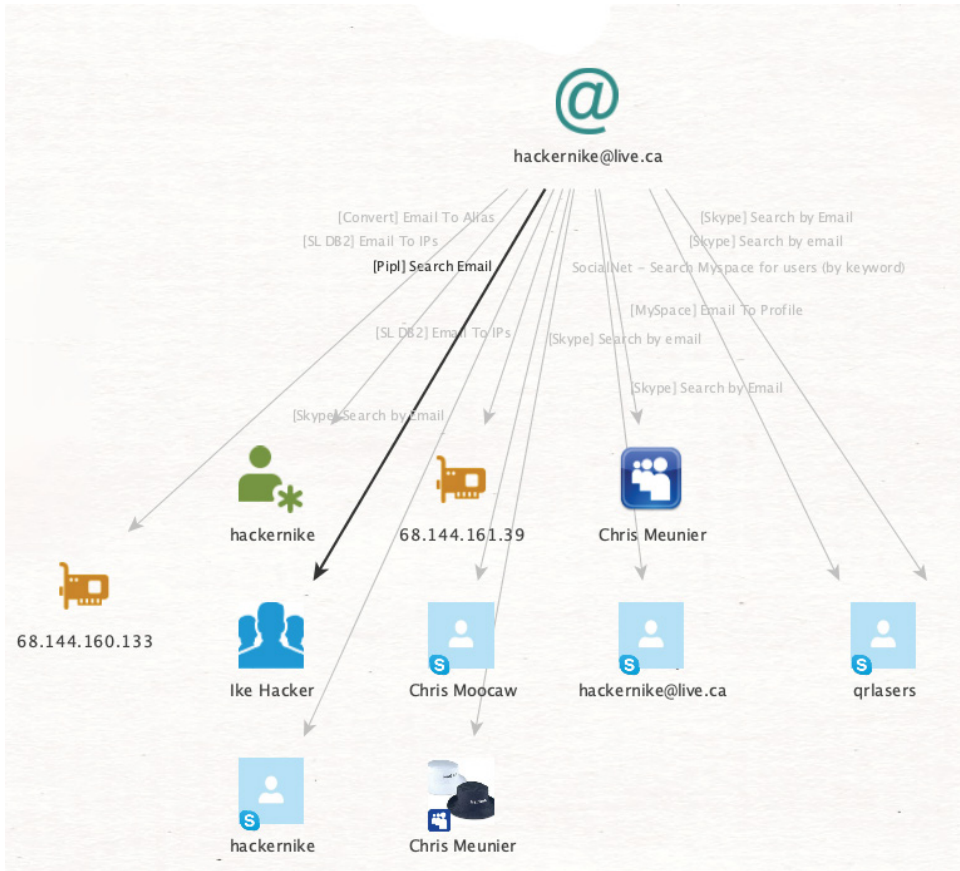 @
hackernike@live.ca
[Convert] Email To Alias
[Skype] Search by Email
[SL DB2] Email To IPs
[Skype] Search by email
[Pipl] Search Email
SocialNet - Search Myspace for users (by keyword)
[MySpace] Email To Profile
[SL DB2] Email To IPs
[Skype] Search by email
[Skype] Search by Email
[Skype] Search by Email
hackernike
68.144.161.39
Chris Meunier
68.144.160.133
Ike Hacker
S
Chris Moocaw
S
hackernike@live.ca
S
qrlasers
S
hackernike
Chris Meunier